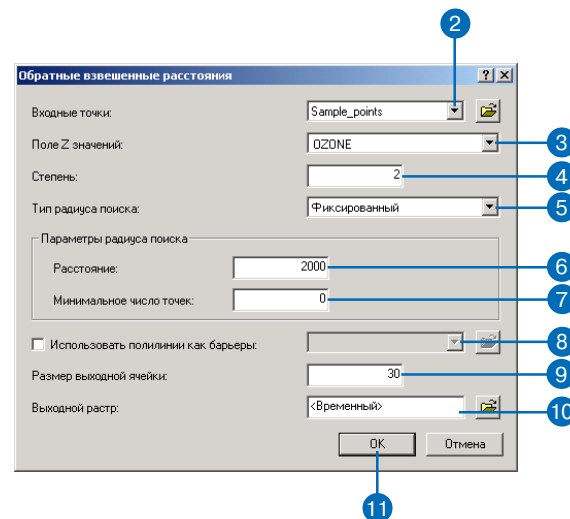 2
Обратные взвешенные расстояния
Входные точки: Sample_points
Поле Z значений: OZONE 3
Степень: 2 4
Тип радиуса поиска: Фиксированный 5
Параметры радиуса поиска
Расстояние: 2000 6
Минимальное число точек: 0 7
Использовать полилинии как барьеры: 8
Размер выходной ячейки: 30 9
Выходной растр: <Временный> 10
OK Отмена
11